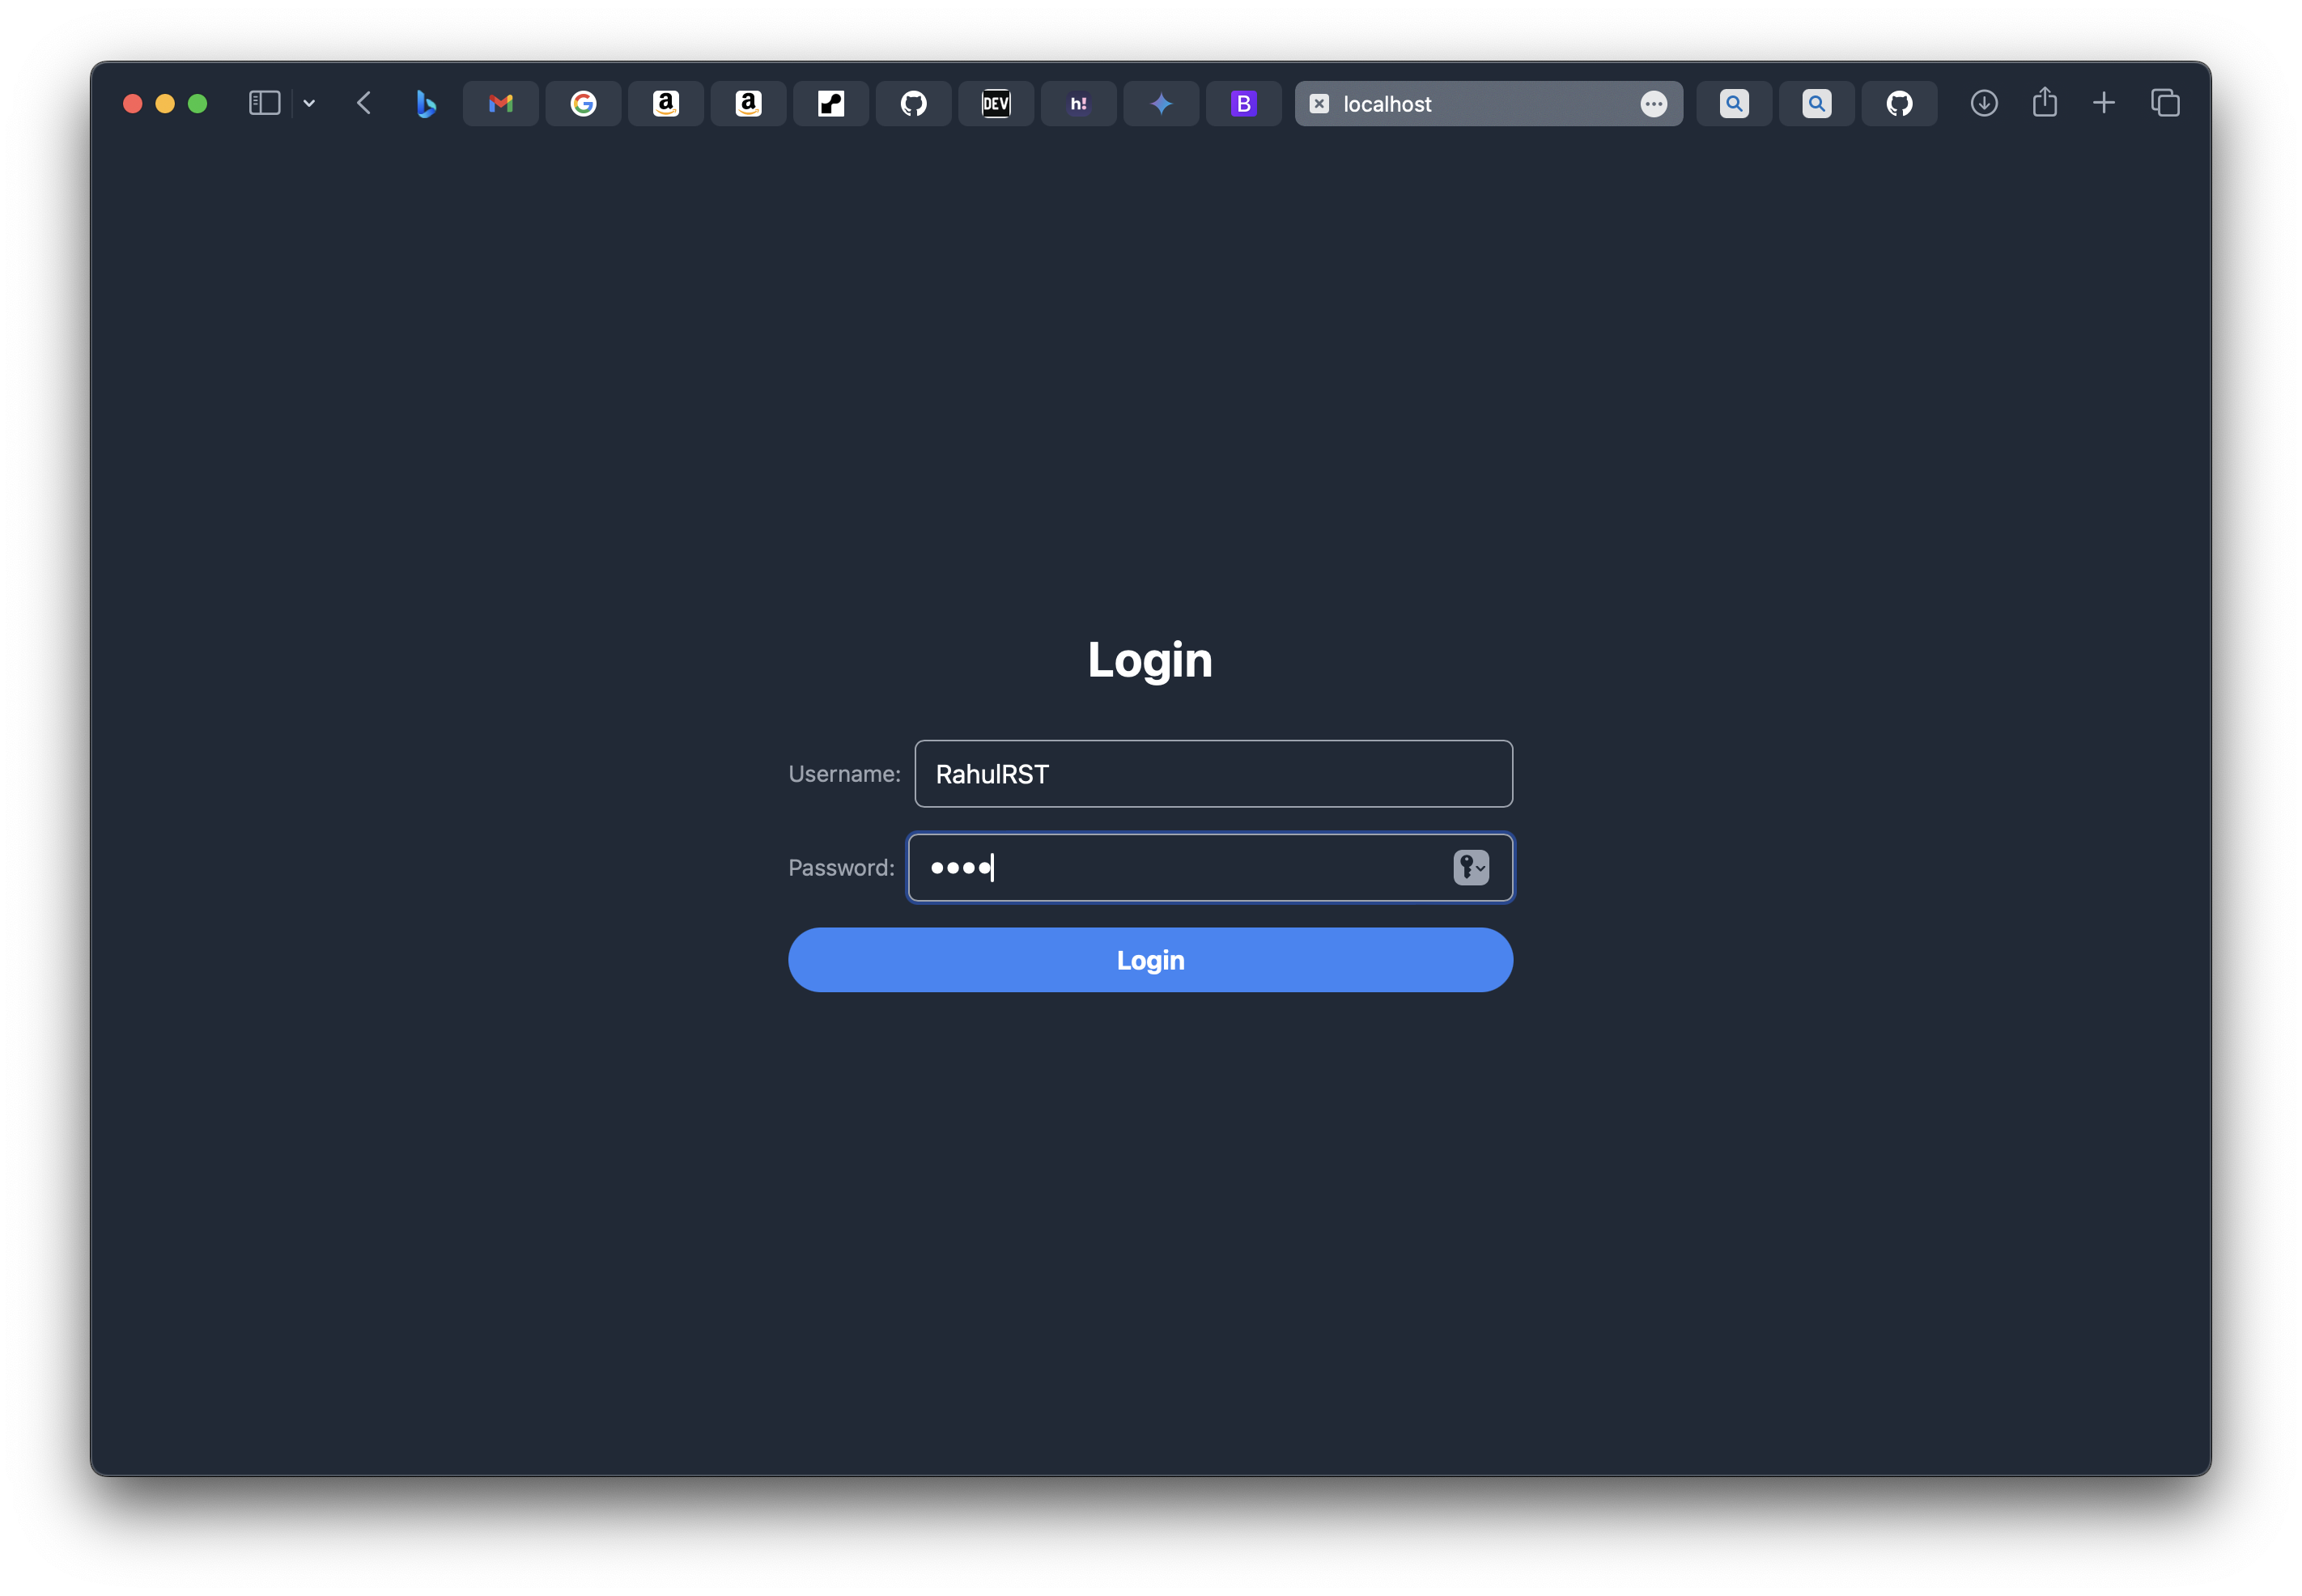 a a DEV h! B localhost
Login
Username: RahulRST
Password: ••••
Login